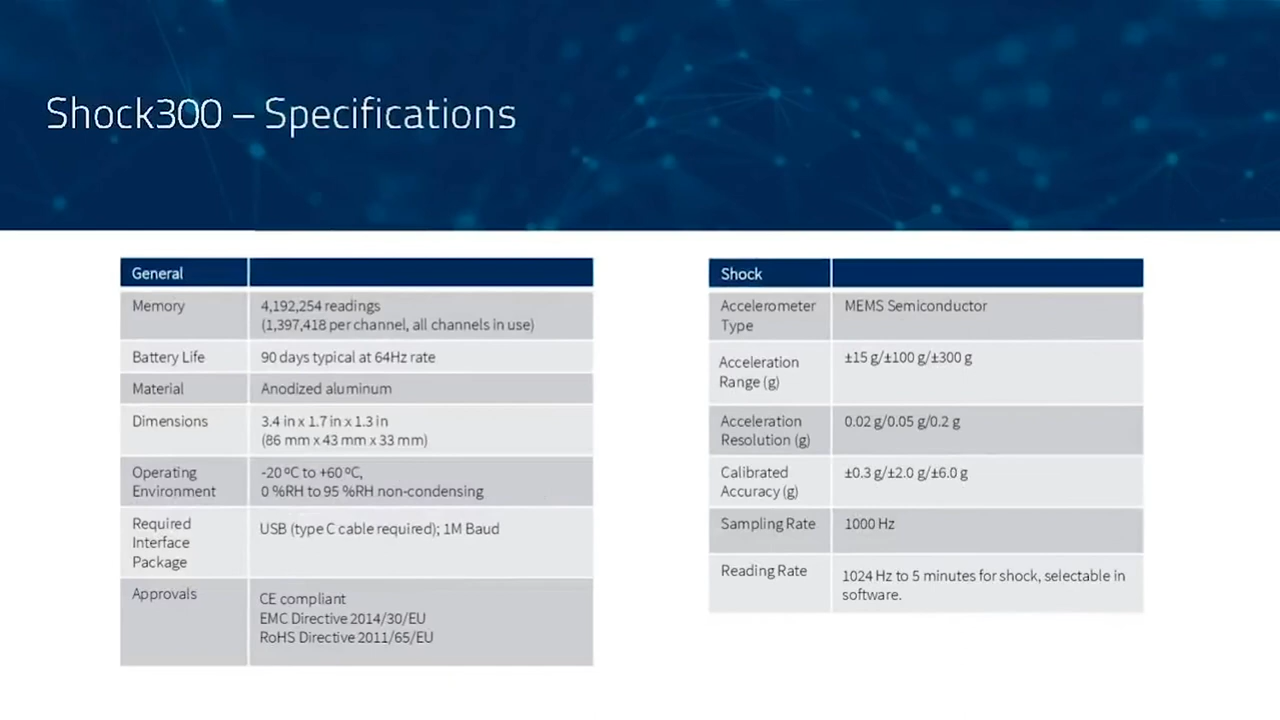 Shock300 – Specifications
General
Memory
4,192,254 readings
(1,397,418 per channel, all channels in use)
Battery Life
90 days typical at 64Hz rate
Material
Anodized aluminum
Dimensions
3.4 in x 1.7 in x 1.3 in
(86 mm x 43 mm x 33 mm)
Operating
Environment
-20 ºC to +60 ºC,
0 %RH to 95 %RH non-condensing
Required
Interface
Package
USB (type C cable required); 1M Baud
Approvals
CE compliant
EMC Directive 2014/30/EU
RoHS Directive 2011/65/EU
Shock
Accelerometer
Type
MEMS Semiconductor
Acceleration
Range (g)
±15 g/±100 g/±300 g
Acceleration
Resolution (g)
0.02 g/0.05 g/0.2 g
Calibrated
Accuracy (g)
±0.3 g/±2.0 g/±6.0 g
Sampling Rate
1000 Hz
Reading Rate
1024 Hz to 5 minutes for shock, selectable in
software.